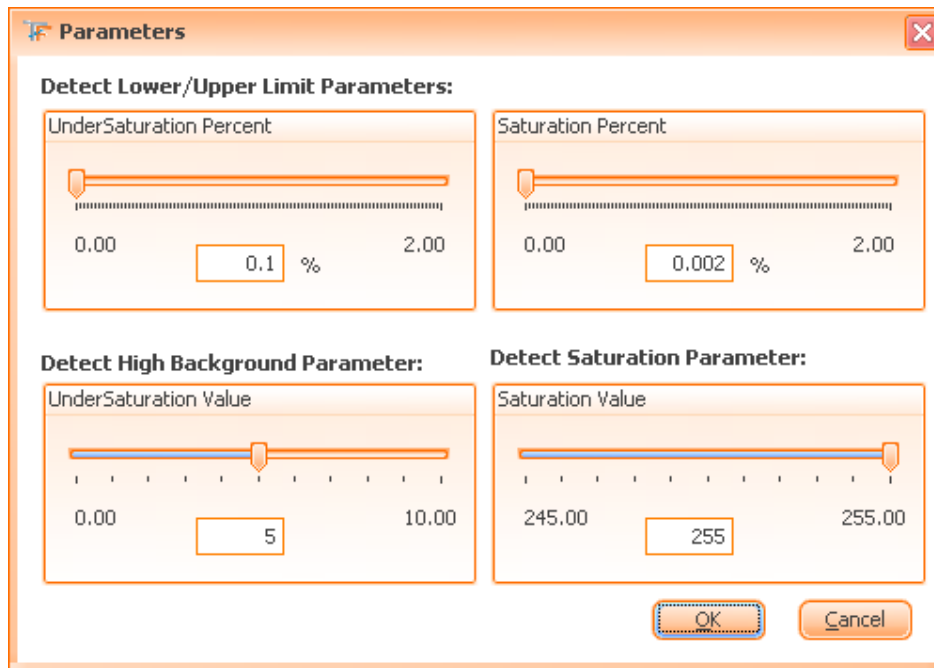 Parameters
Detect Lower/Upper Limit Parameters:
UnderSaturation Percent
0.00
2.00
0.1 %
Saturation Percent
0.00
2.00
0.002 %
Detect High Background Parameter:
UnderSaturation Value
0.00
10.00
5
Detect Saturation Parameter:
Saturation Value
245.00
255.00
255
OK
Cancel